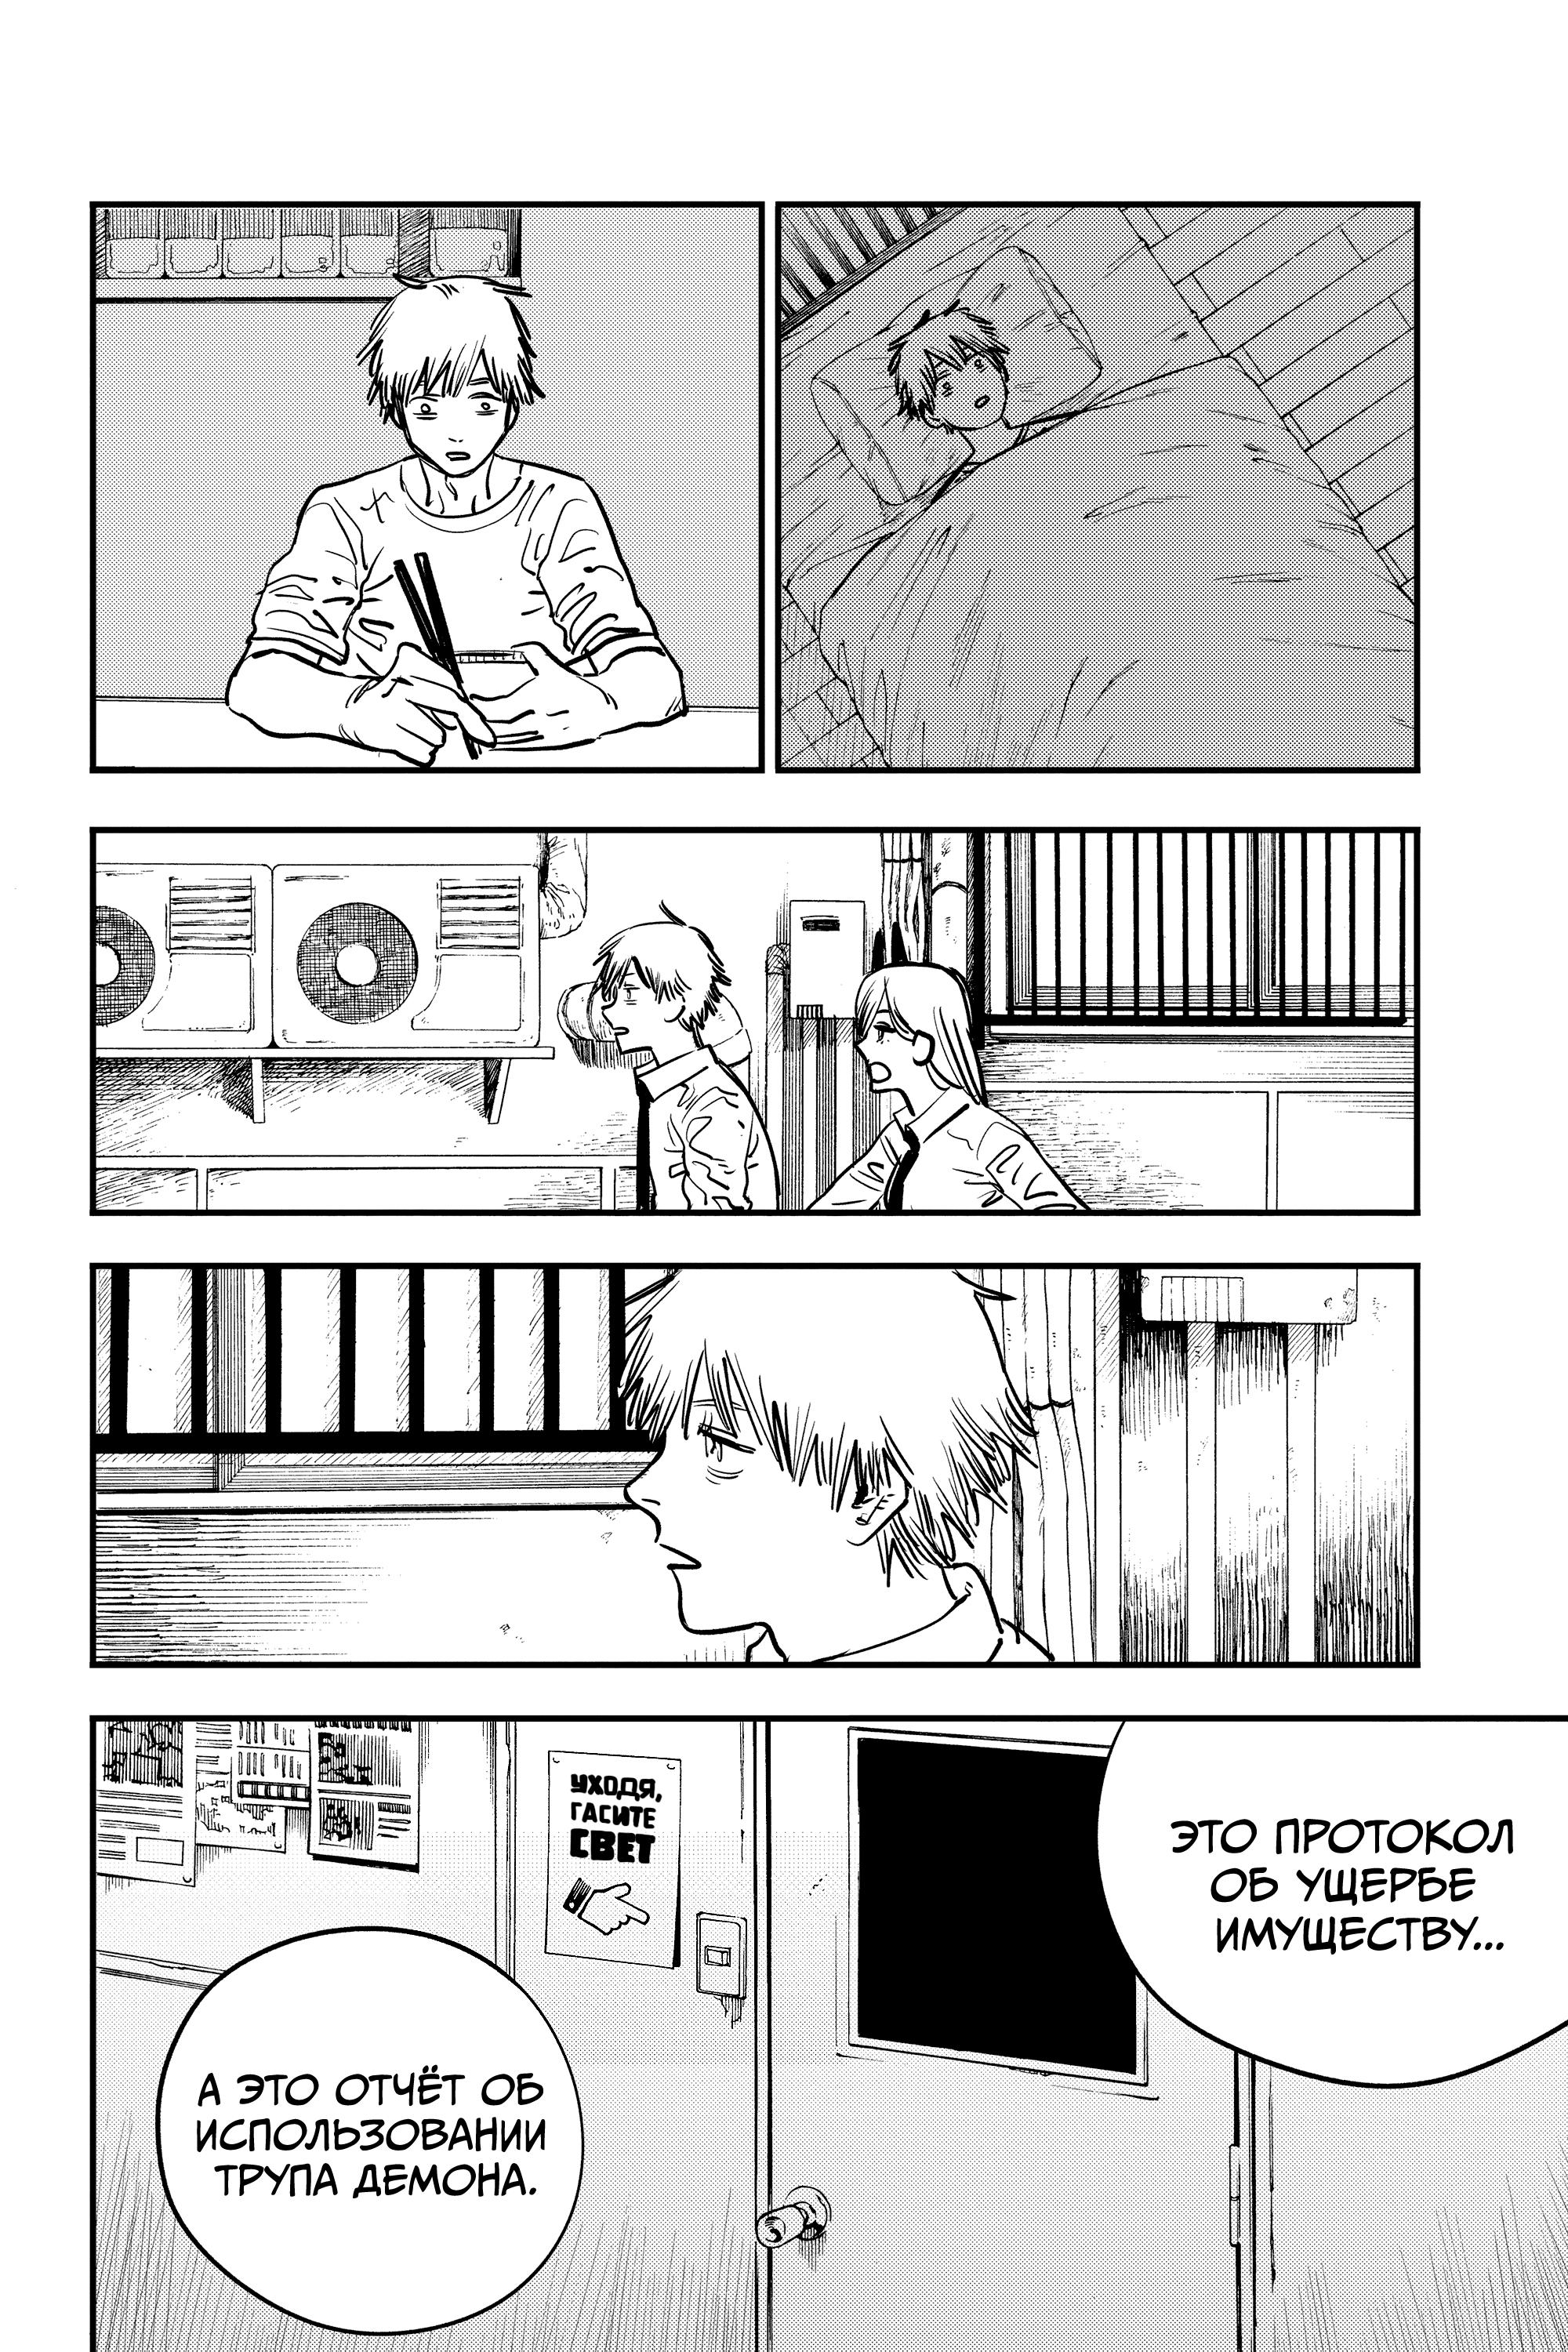 ЭТО ПРОТОКОЛ
ОБ УЩЕРБЕ
ИМУЩЕСТВУ...
УХОДЯ,
ГАСИТЕ
СВЕТ
А ЭТО ОТЧЁТ ОБ
ИСПОЛЬЗОВАНИИ
ТРУПА ДЕМОНА.